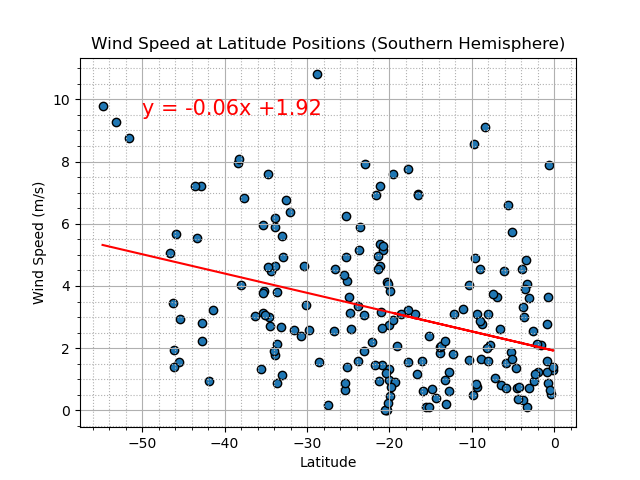 Wind Speed at Latitude Positions (Southern Hemisphere)
y = -0.06x +1.92
Wind Speed (m/s)
10
8
6
4
2
0
−50 −40 −30 −20 −10 0
Latitude